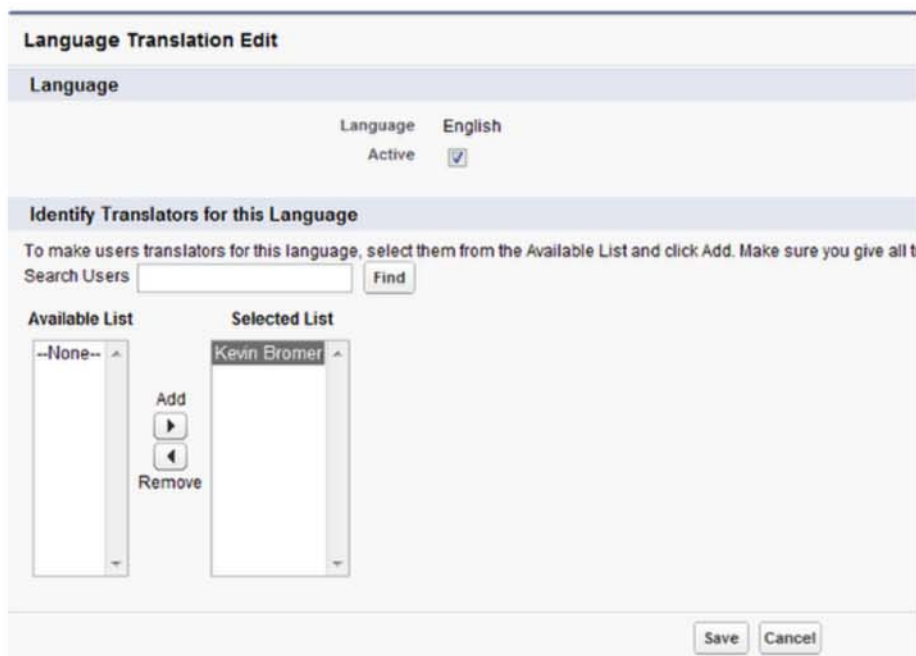 Language Translation Edit
Language
Language English
Active
Identify Translators for this Language
To make users translators for this language, select them from the Available List and click Add. Make sure you give all
Search Users Find
Available List Selected List
--None-- Kevin Bromer
Add
Remove
Save Cancel